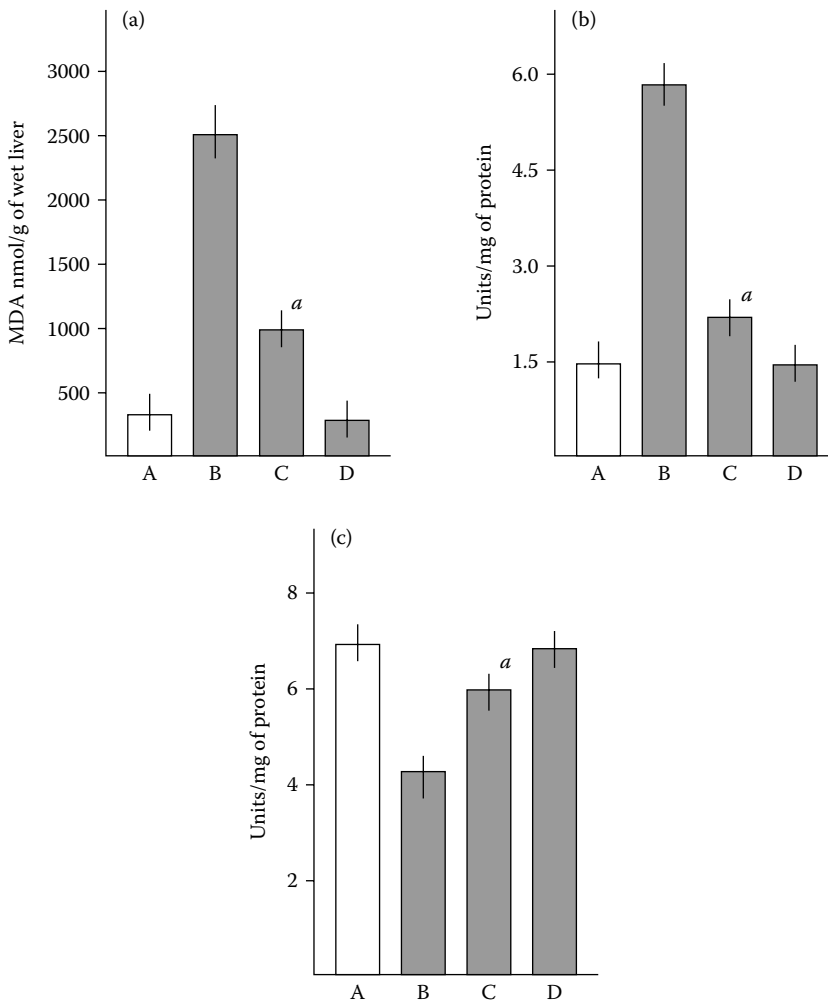 (a)
MDA nmol/g of wet liver
3000
2500
2000
1500
1000
500
a
A B C D
(b)
Units/mg of protein
6.0
4.5
3.0
1.5
a
A B C D
(c)
Units/mg of protein
8
6
4
2
a
A B C D